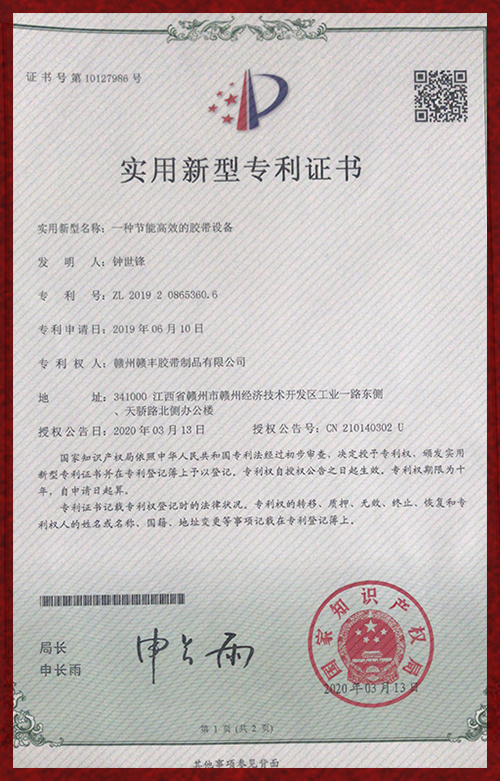 证书号第10127986号
实用新型专利证书
实用新型名称：一种节能高效的胶带设备
发明人：钟世锋
专利号：ZL 2019 2 0865360.6
专利申请日：2019年06月10日
专利权人：赣州赣丰胶带制品有限公司
地址：341000 江西省赣州市赣州经济技术开发区工业一路东侧
、天骄路北侧办公楼
授权公告日：2020年03月13日 授权公告号：CN 210140302 U
国家知识产权局依照中华人民共和国专利法经过初步审查，决定授予专利权，颁发实用
新型专利证书并在专利登记簿上予以登记。专利权自授权公告之日起生效。专利权期限为十
年，自申请日起算。
专利证书记载专利权登记时的法律状况。专利权的转移、质押、无效、终止、恢复和专
利权人的姓名或名称、国籍、地址变更等事项记载在专利登记簿上。
局长
申长雨
申长雨
国家知识产权局
2020年03月13日
第1页(共2页)
其他事项参见背面